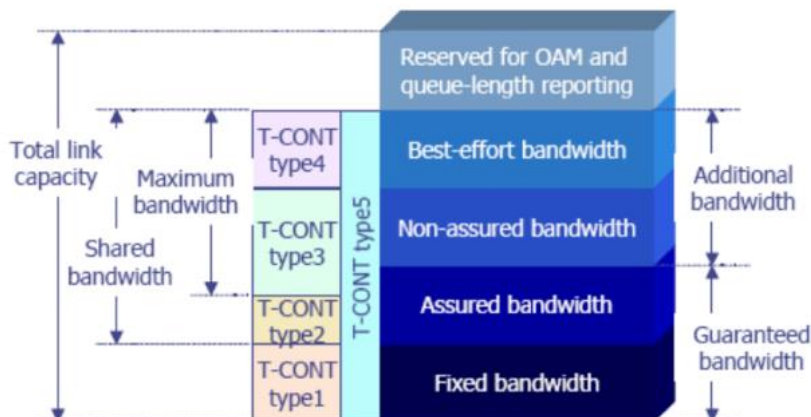 Total link
capacity
Shared
bandwidth
Maximum
bandwidth
T-CONT
type4
T-CONT
type3
T-CONT
type2
T-CONT
type1
T-CONT type5
Reserved for OAM and
queue-length reporting
Best-effort bandwidth
Non-assured bandwidth
Assured bandwidth
Fixed bandwidth
Additional
bandwidth
Guaranteed
bandwidth